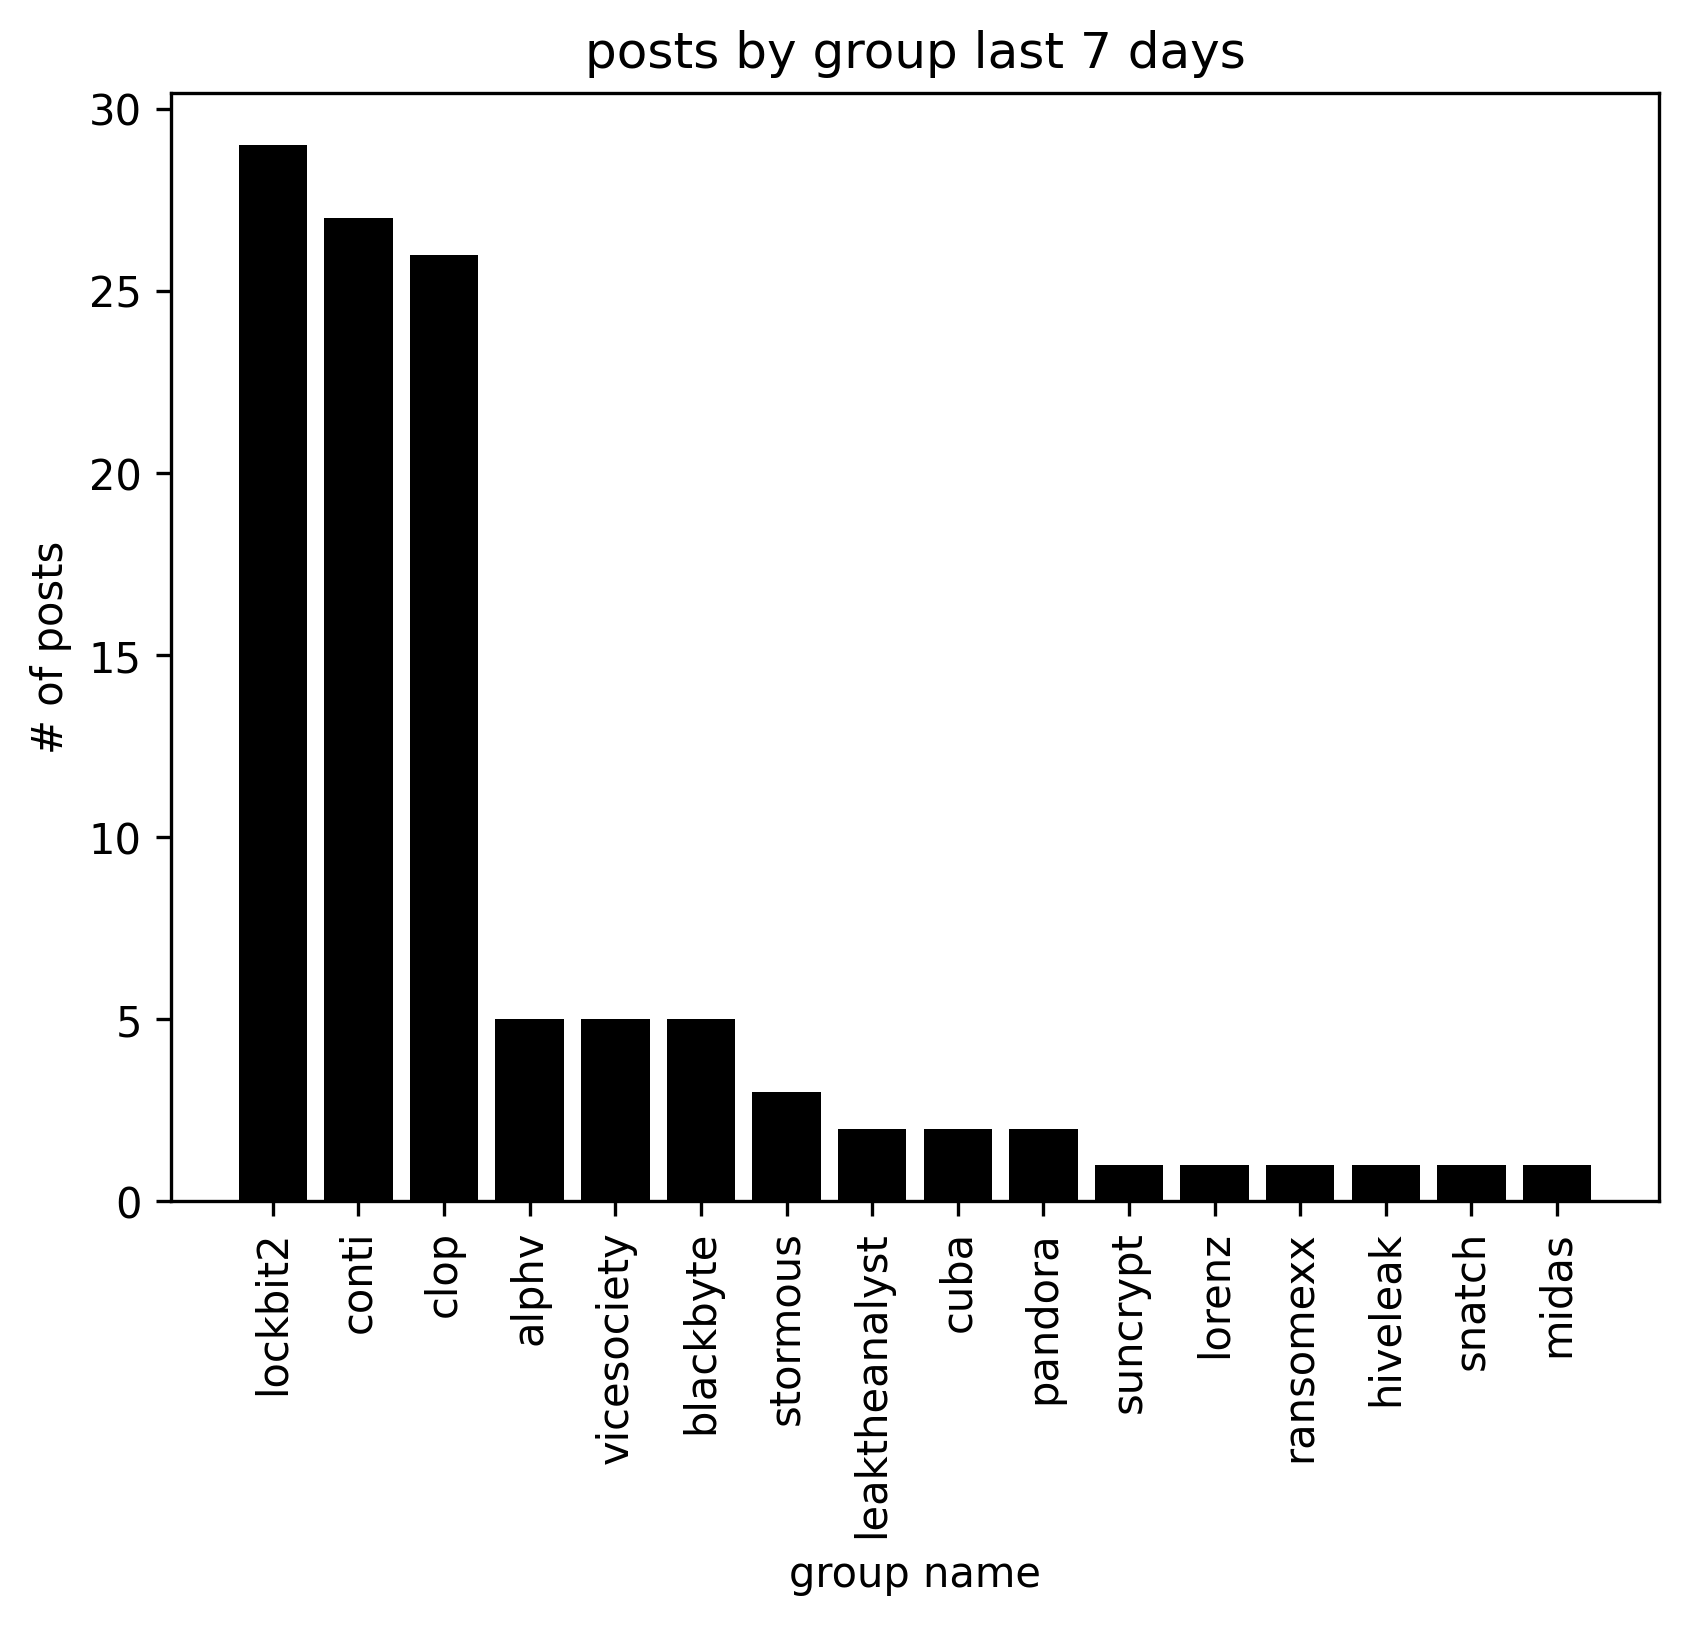 posts by group last 7 days
30
25
20
15
10
5
0
# of posts
lockbit2
conti
clop
alphv
vicesociety
blackbyte
stormous
leaktheanalyst
cuba
pandora
suncrypt
lorenz
ransomexx
hiveleak
snatch
midas
group name